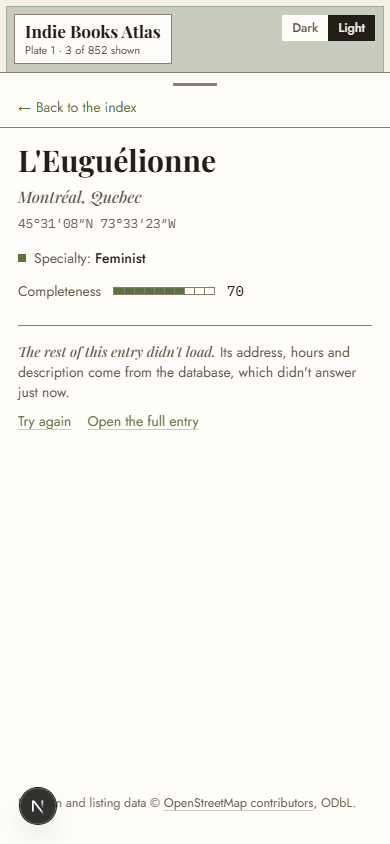 Indie Books Atlas
Plate 1 · 3 of 852 shown
Dark Light
← Back to the index
L'Euguélionne
Montréal, Quebec
45°31′08″N 73°33′23″W
Specialty: Feminist
Completeness 70
The rest of this entry didn't load. Its address, hours and
description come from the database, which didn't answer
just now.
Try again Open the full entry
N and listing data © OpenStreetMap contributors, ODbL.